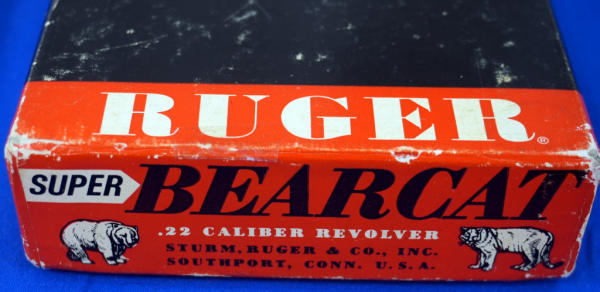 RUGER®
SUPER BEARCAT
.22 CALIBER REVOLVER
STURM, RUGER & CO., INC.
SOUTHPORT, CONN. U.S.A.